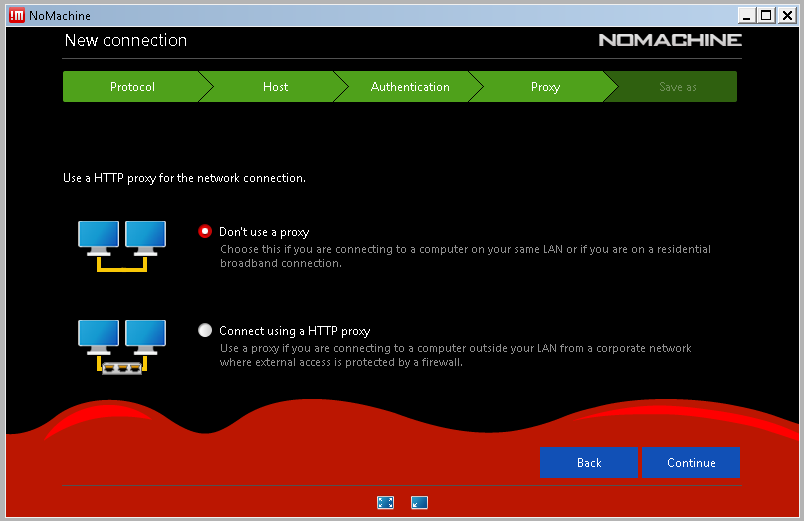 !M NoMachine
New connection
NOMACHINE
Protocol
Host
Authentication
Proxy
Save as
Use a HTTP proxy for the network connection.
Don't use a proxy
Choose this if you are connecting to a computer on your same LAN or if you are on a residential
broadband connection.
Connect using a HTTP proxy
Use a proxy if you are connecting to a computer outside your LAN from a corporate network
where external access is protected by a firewall.
Back
Continue